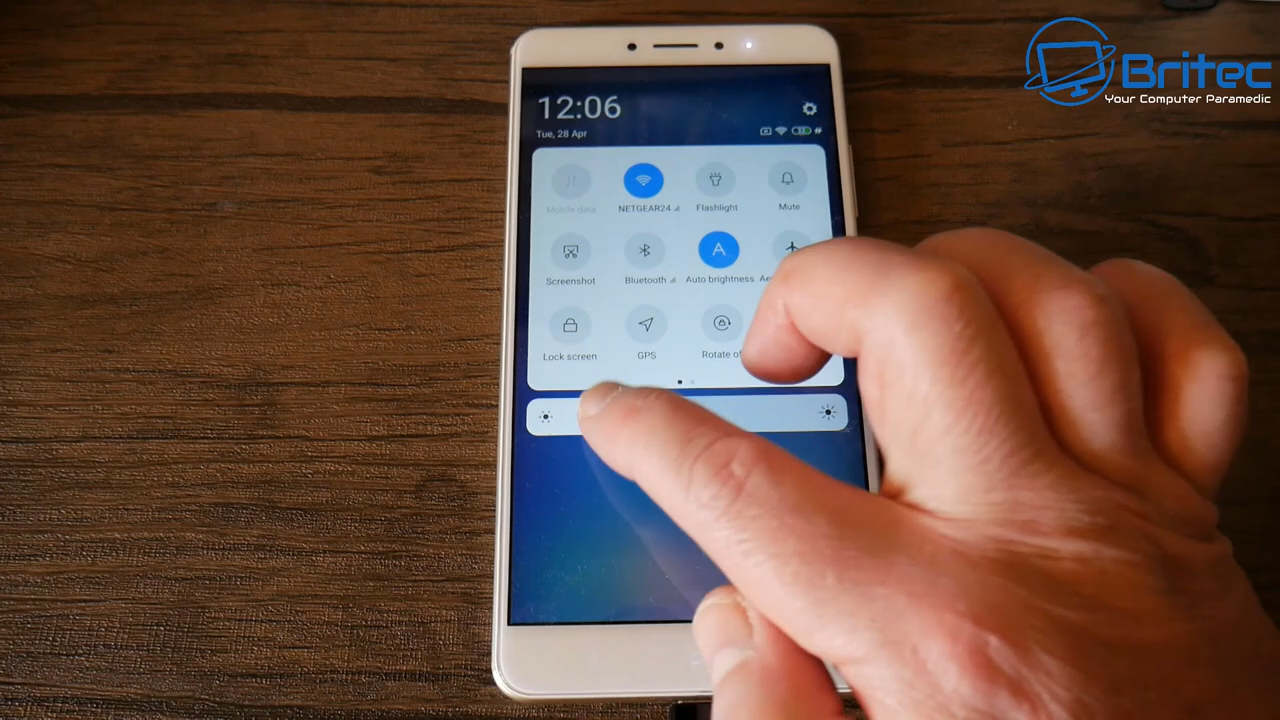 Britec
Your Computer Paramedic
12:06
Tue, 28 Apr
Mobile data
NETGEAR24
Flashlight
Mute
Screenshot
Bluetooth
A
Auto brightness
Lock screen
GPS
Rotate